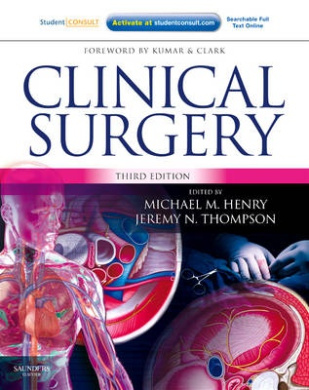 Student CONSULT
Activate at studentconsult.com
Searchable Full
Text Online
FOREWORD BY KUMAR & CLARK
CLINICAL
SURGERY
THIRD EDITION
EDITED BY
MICHAEL M. HENRY
JEREMY N. THOMPSON
SAUNDERS
ELSEVIER